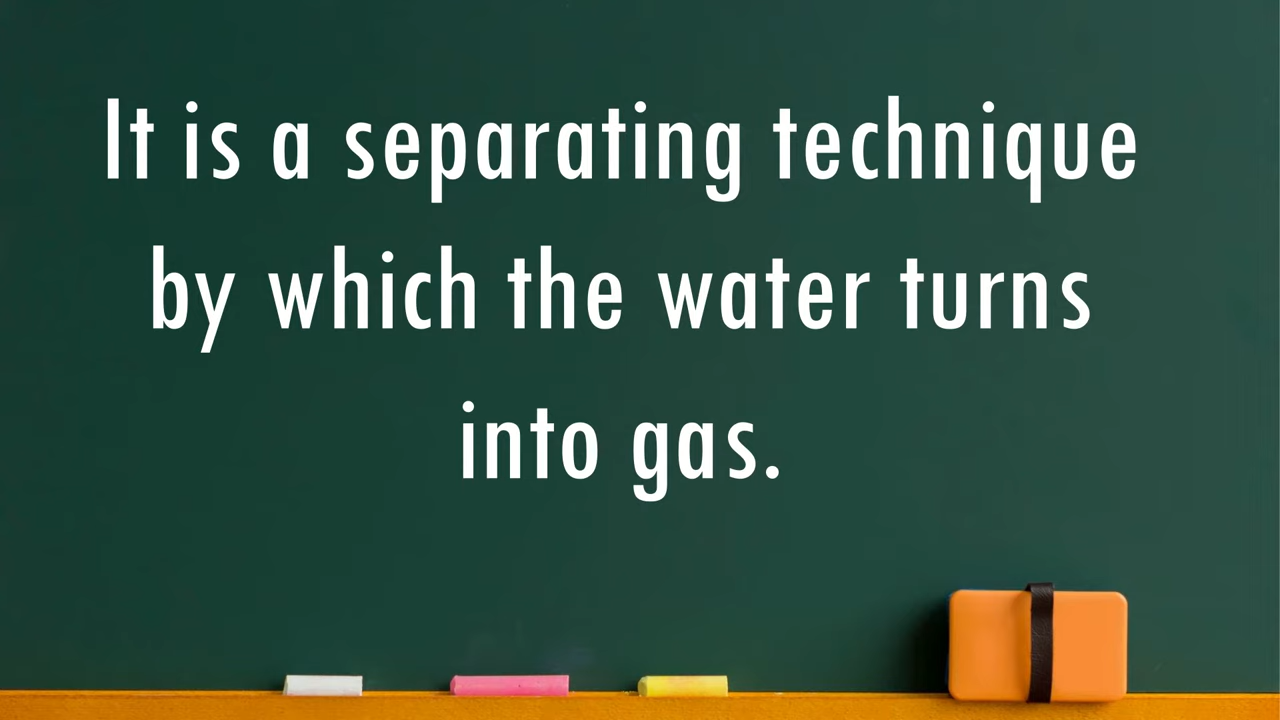 It is a separating technique
by which the water turns
into gas.